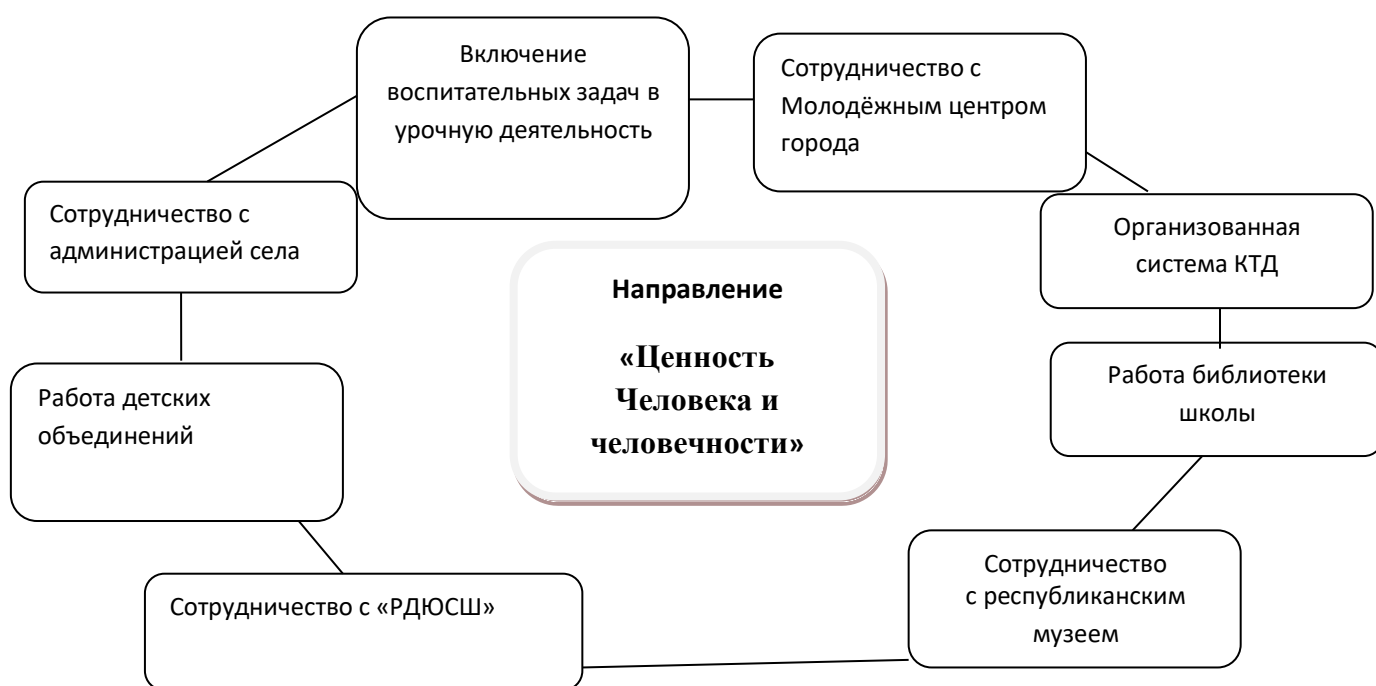 Включение
воспитательных задач в
урочную деятельность
Сотрудничество с
Молодёжным центром
города
Сотрудничество с
администрацией села
Организованная
система КТД
Направление
«Ценность
Человека и
человечности»
Работа детских
объединений
Работа библиотеки
школы
Сотрудничество с «РДЮСШ»
Сотрудничество
с республиканским
музеем